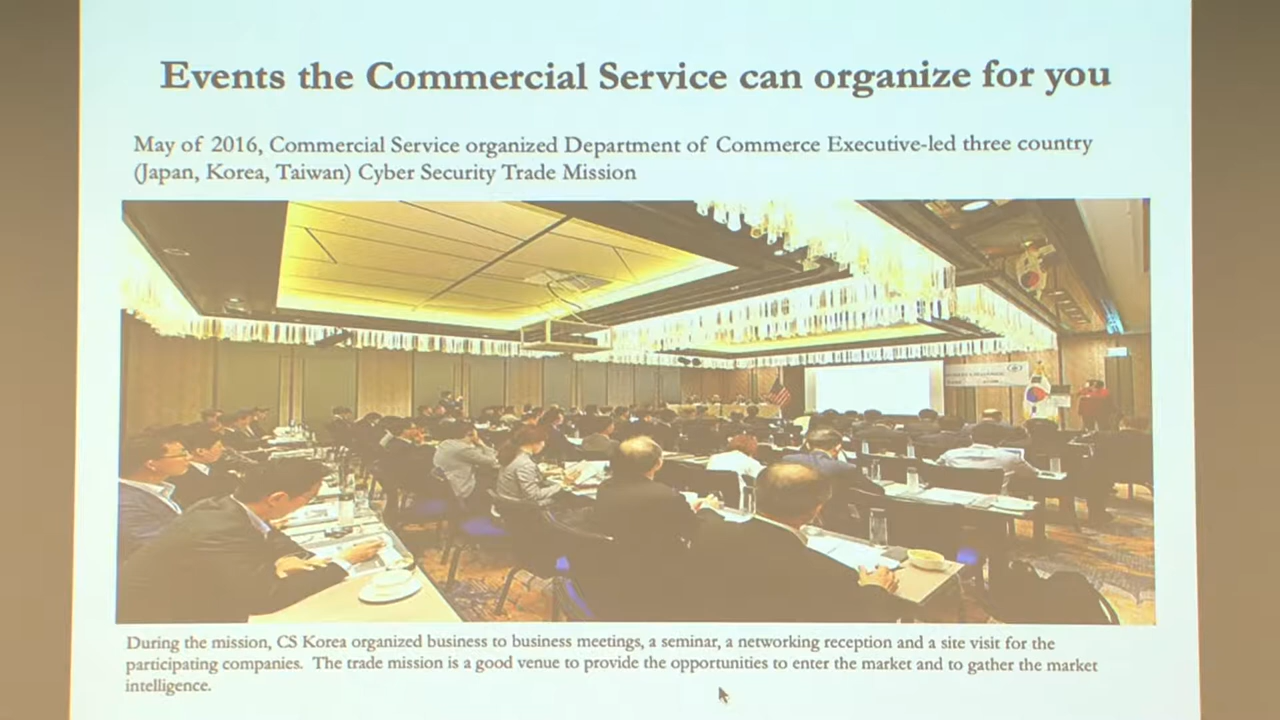 Events the Commercial Service can organize for you
May of 2016, Commercial Service organized Department of Commerce Executive-led three country
(Japan, Korea, Taiwan) Cyber Security Trade Mission
During the mission, CS Korea organized business to business meetings, a seminar, a networking reception and a site visit for the
participating companies. The trade mission is a good venue to provide the opportunities to enter the market and to gather the market
intelligence.